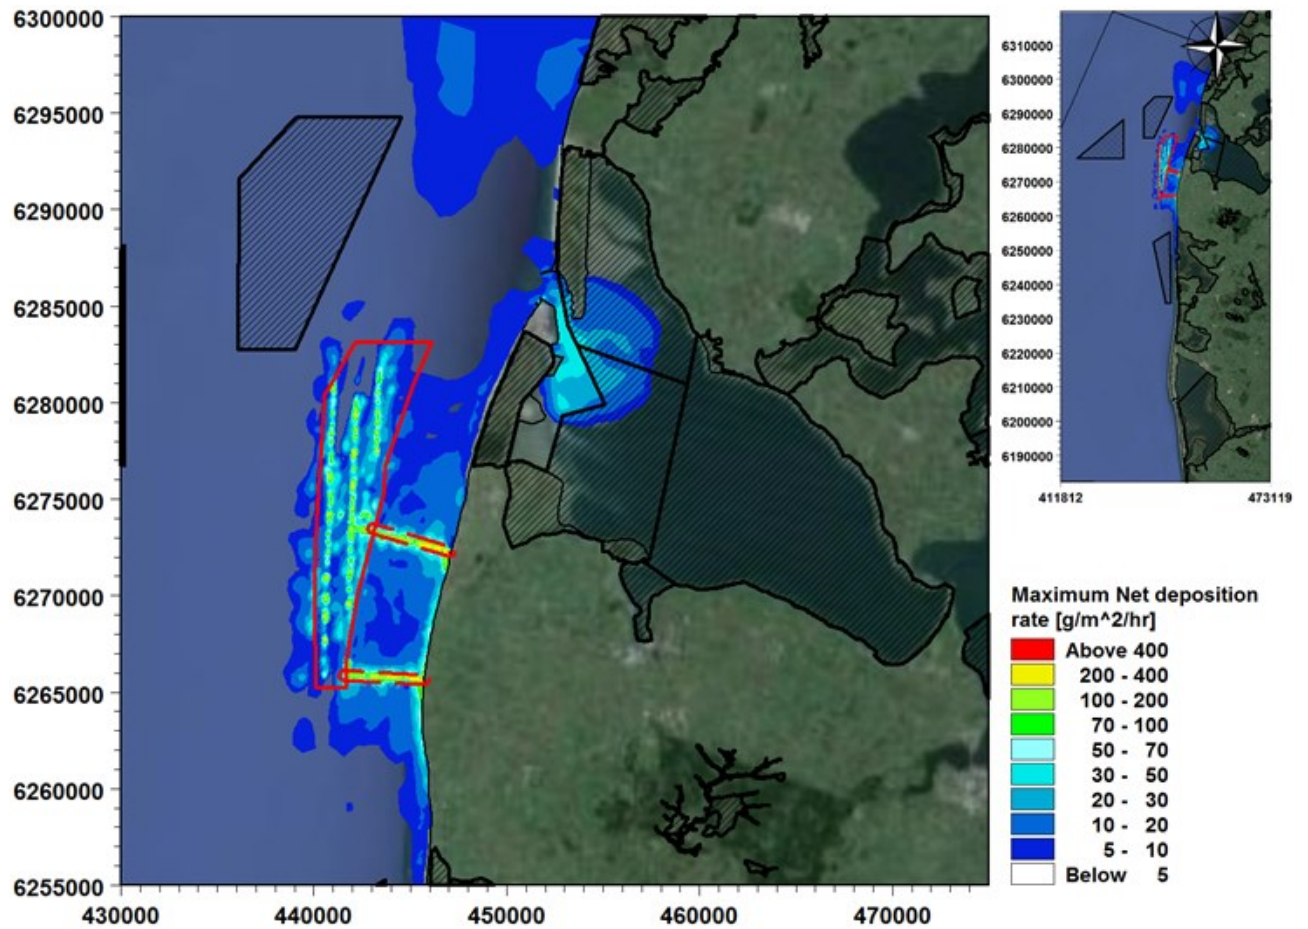 6300000
6295000
6290000
6285000
6280000
6275000
6270000
6265000
6260000
6255000
430000 440000 450000 460000 470000
6310000
6300000
6290000
6280000
6270000
6260000
6250000
6240000
6230000
6220000
6210000
6200000
6190000
411812 473119
Maximum Net deposition
rate [g/m^2/hr]
Above 400
200 - 400
100 - 200
70 - 100
50 - 70
30 - 50
20 - 30
10 - 20
5 - 10
Below 5